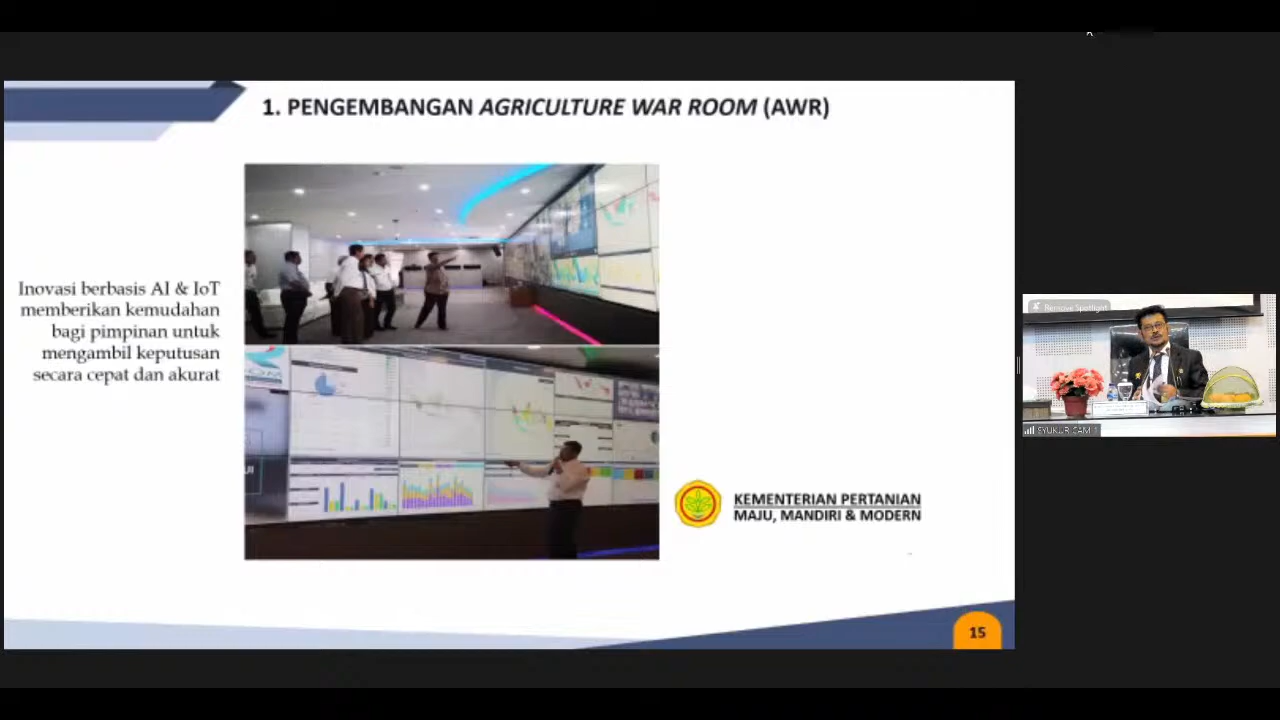 1. PENGEMBANGAN AGRICULTURE WAR ROOM (AWR)
Inovasi berbasis AI & IoT
memberikan kemudahan
bagi pimpinan untuk
mengambil keputusan
secara cepat dan akurat
KEMENTERIAN PERTANIAN
MAJU, MANDIRI & MODERN
15
Remove Spotlight
SYUKUR CAM 1